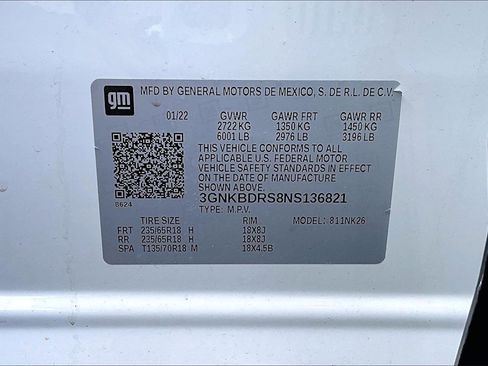 gm
MFD BY GENERAL MOTORS DE MEXICO, S. DE R.L. DE C.V.
01/22 GVWR GAWR FRT GAWR RR
2722 KG 1350 KG 1450 KG
6001 LB 2976 LB 3196 LB
THIS VEHICLE CONFORMS TO ALL
APPLICABLE U.S. FEDERAL MOTOR
VEHICLE SAFETY STANDARDS IN EFFECT
ON THE DATE OF MANUFACTURE
SHOWN ABOVE.
3GNKBDRS8NS136821
8624 TYPE: M.P.V.
TIRE SIZE RIM MODEL: 811NK26
FRT 235/65R18 H 18X8J
RR 235/65R18 H 18X8J
SPA T135/70R18 M 18X4.5B